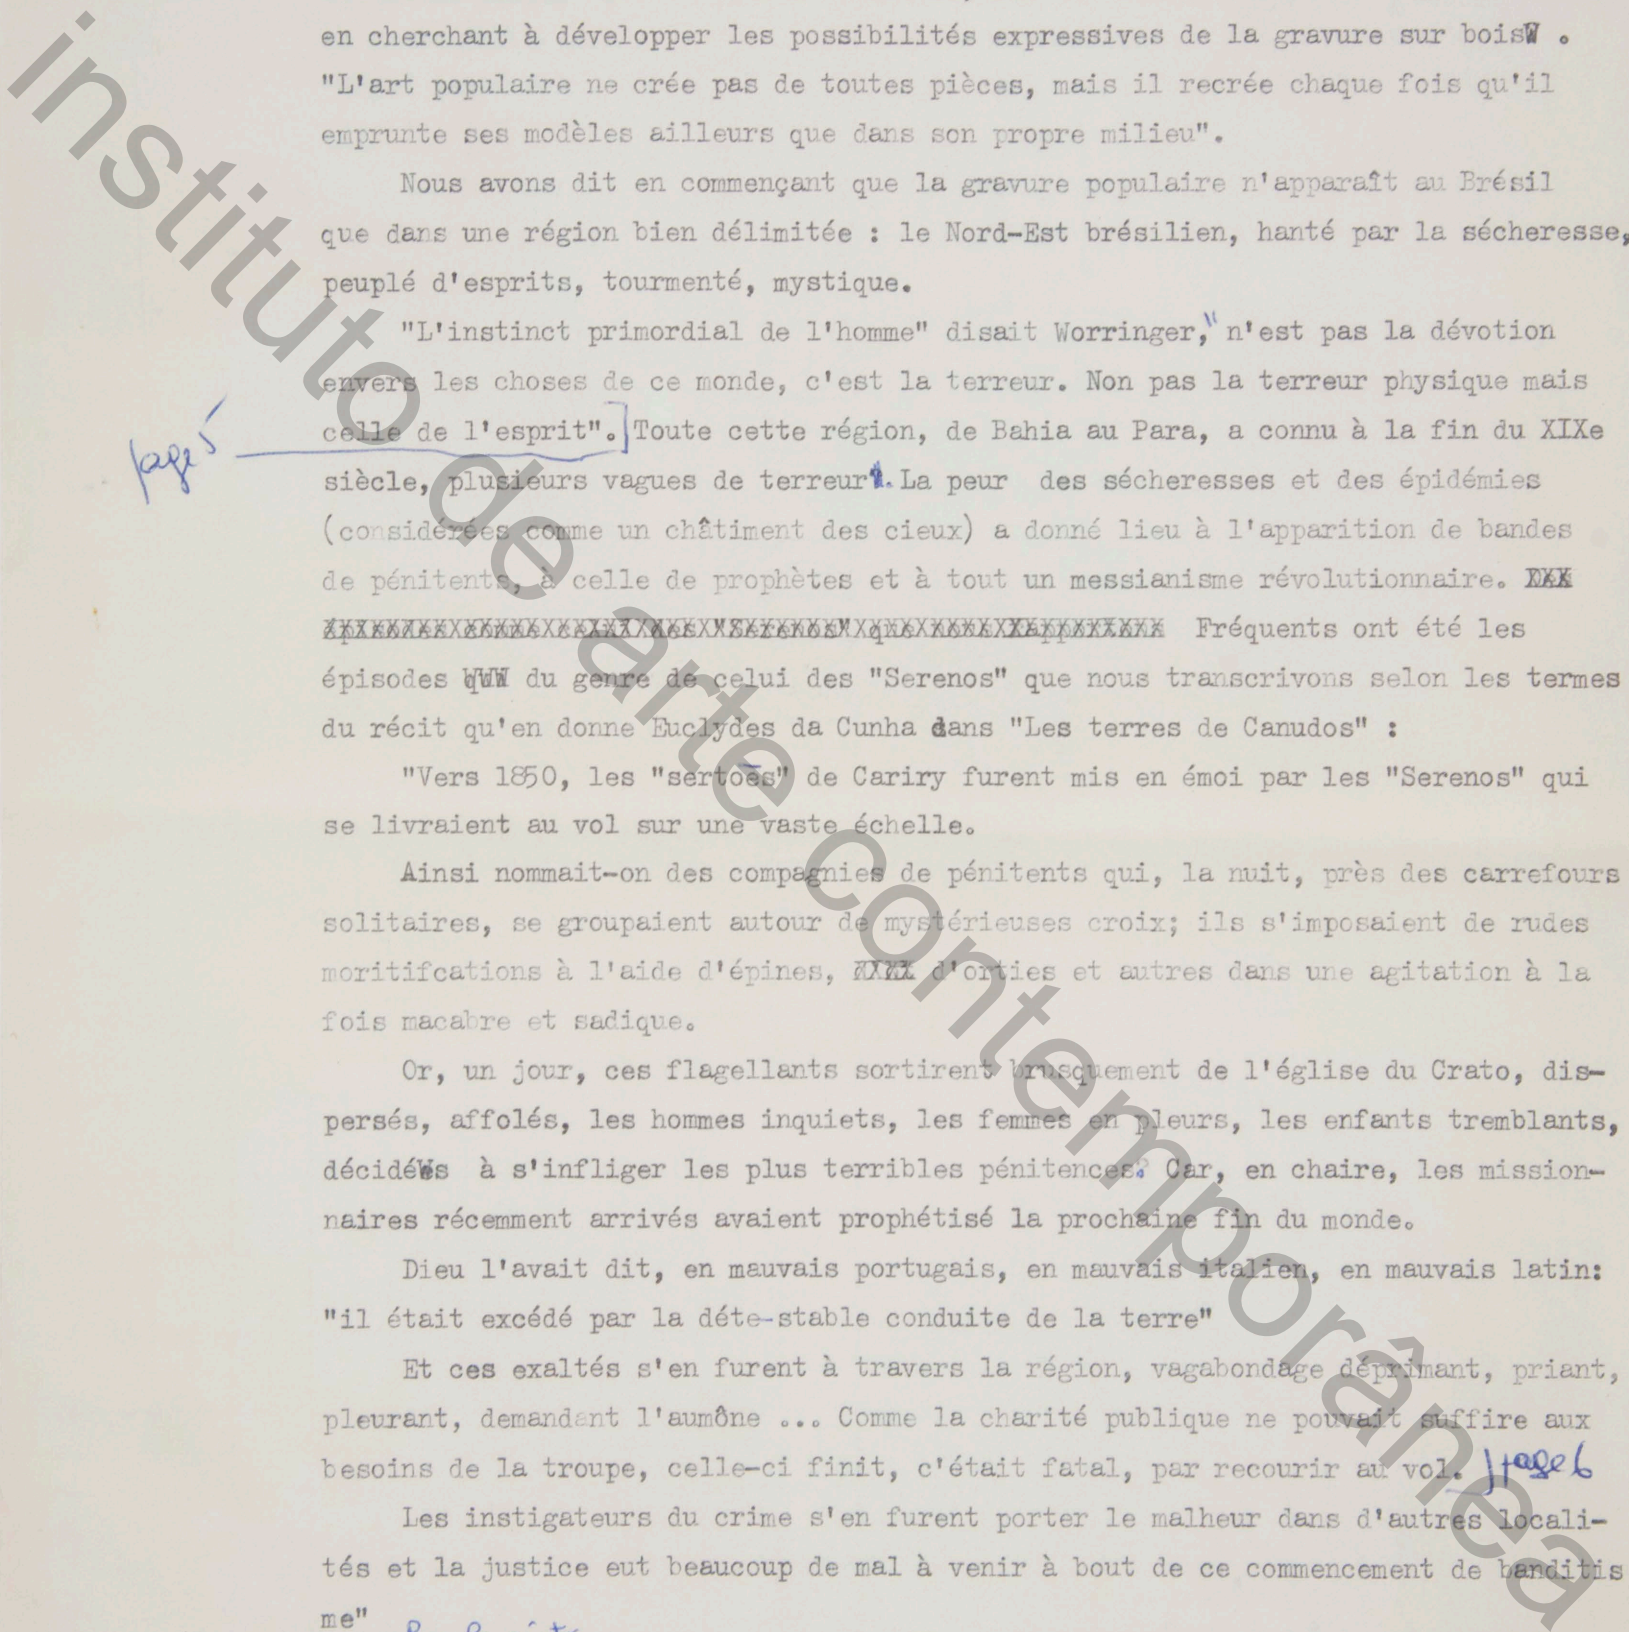 en cherchant à développer les possibilités expressives de la gravure sur bois .
"L'art populaire ne crée pas de toutes pièces, mais il recrée chaque fois qu'il
emprunte ses modèles ailleurs que dans son propre milieu".
Nous avons dit en commençant que la gravure populaire n'apparaît au Brésil
que dans une région bien délimitée : le Nord-Est brésilien, hanté par la sécheresse,
peuplé d'esprits, tourmenté, mystique.
"L'instinct primordial de l'homme" disait Worringer," n'est pas la dévotion
envers les choses de ce monde, c'est la terreur. Non pas la terreur physique mais
page 5
celle de l'esprit".] Toute cette région, de Bahia au Para, a connu à la fin du XIXe
siècle, plusieurs vagues de terreur. La peur des sécheresses et des épidémies
(considérées comme un châtiment des cieux) a donné lieu à l'apparition de bandes
de pénitents, à celle de prophètes et à tout un messianisme révolutionnaire.
Fréquents ont été les
épisodes du genre de celui des "Serenos" que nous transcrivons selon les termes
du récit qu'en donne Euclydes da Cunha dans "Les terres de Canudos" :
"Vers 1850, les "sertoẽs" de Cariry furent mis en émoi par les "Serenos" qui
se livraient au vol sur une vaste échelle.
Ainsi nommait-on des compagnies de pénitents qui, la nuit, près des carrefours
solitaires, se groupaient autour de mystérieuses croix; ils s'imposaient de rudes
moritifcations à l'aide d'épines, d'orties et autres dans une agitation à la
fois macabre et sadique.
Or, un jour, ces flagellants sortirent brusquement de l'église du Crato, dis-
persés, affolés, les hommes inquiets, les femmes en pleurs, les enfants tremblants,
décidés à s'infliger les plus terribles pénitences. Car, en chaire, les mission-
naires récemment arrivés avaient prophétisé la prochaine fin du monde.
Dieu l'avait dit, en mauvais portugais, en mauvais italien, en mauvais latin:
"il était excédé par la déte-stable conduite de la terre"
Et ces exaltés s'en furent à travers la région, vagabondage déprimant, priant,
pleurant, demandant l'aumône ... Comme la charité publique ne pouvait suffire aux
besoins de la troupe, celle-ci finit, c'était fatal, par recourir au vol. ] page 6
Les instigateurs du crime s'en furent porter le malheur dans d'autres locali-
tés et la justice eut beaucoup de mal à venir à bout de ce commencement de banditis
me"
instituto de arte contemporânea